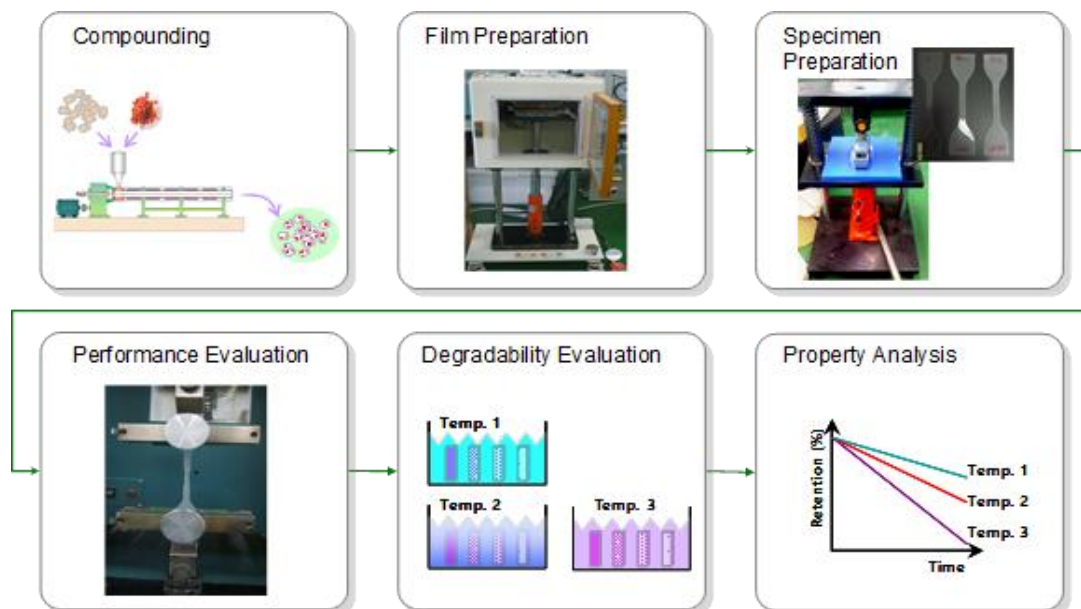 Compounding
Film Preparation
Specimen
Preparation
Performance Evaluation
Degradability Evaluation
Temp. 1
Temp. 2
Temp. 3
Property Analysis
Retention (%)
Temp. 1
Temp. 2
Temp. 3
Time